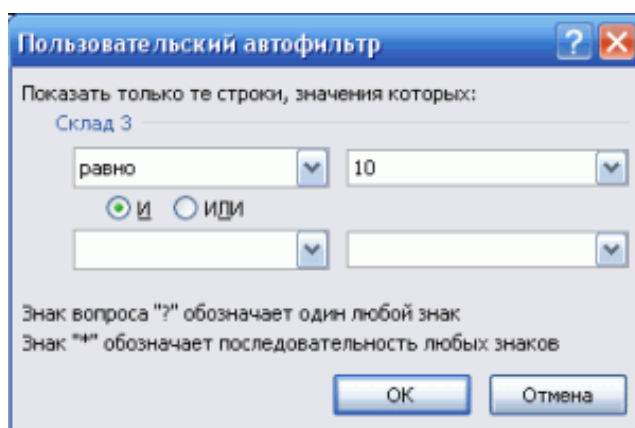 Пользовательский автофильтр
Показать только те строки, значения которых:
Склад 3
равно 10
И ИЛИ
Знак вопроса "?" обозначает один любой знак
Знак "*" обозначает последовательность любых знаков
ОК Отмена